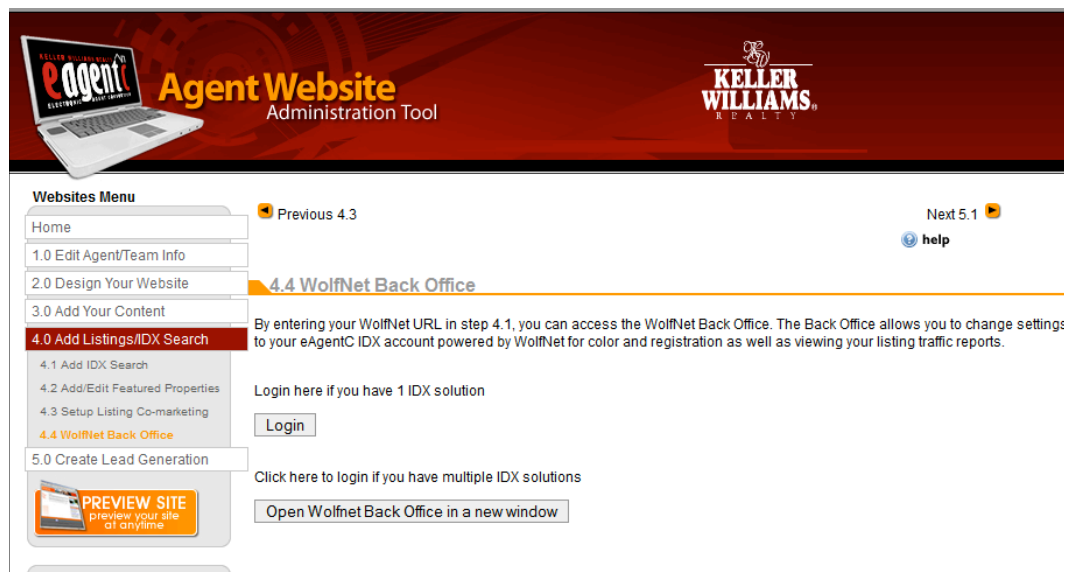 KELLER WILLIAMS REALTY
eagentc
ELECTRONIC AGENT CONVERSION
Agent Website
Administration Tool
KELLER
WILLIAMS®
REALTY
Websites Menu
Home
1.0 Edit Agent/Team Info
2.0 Design Your Website
3.0 Add Your Content
4.0 Add Listings/IDX Search
4.1 Add IDX Search
4.2 Add/Edit Featured Properties
4.3 Setup Listing Co-marketing
4.4 WolfNet Back Office
5.0 Create Lead Generation
PREVIEW SITE
preview your site
at anytime
Previous 4.3
Next 5.1
help
4.4 WolfNet Back Office
By entering your WolfNet URL in step 4.1, you can access the WolfNet Back Office. The Back Office allows you to change settings
to your eAgentC IDX account powered by WolfNet for color and registration as well as viewing your listing traffic reports.
Login here if you have 1 IDX solution
Login
Click here to login if you have multiple IDX solutions
Open Wolfnet Back Office in a new window